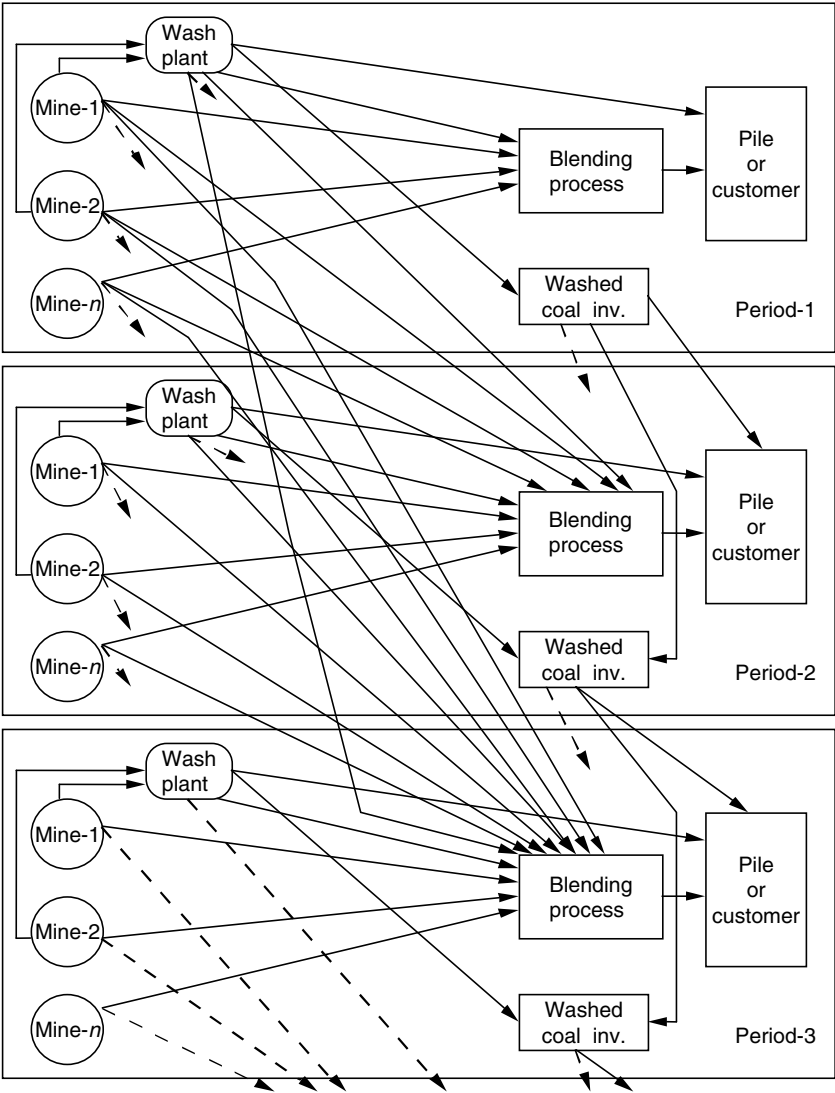 Wash
plant
Mine-1
Mine-2
Mine-n
Blending
process
Pile
or
customer
Washed
coal inv.
Period-1
Wash
plant
Mine-1
Mine-2
Mine-n
Blending
process
Pile
or
customer
Washed
coal inv.
Period-2
Wash
plant
Mine-1
Mine-2
Mine-n
Blending
process
Pile
or
customer
Washed
coal inv.
Period-3